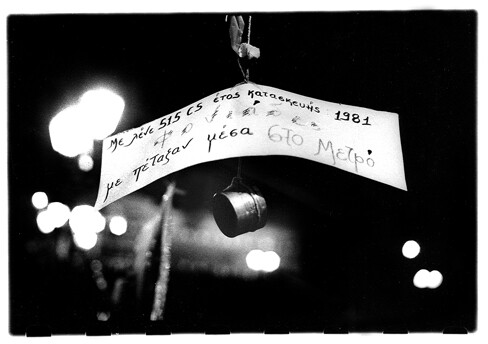 Με λένε 515 CS έτος κατασκευής 1981
με πέταξαν μέσα στο Μετρό